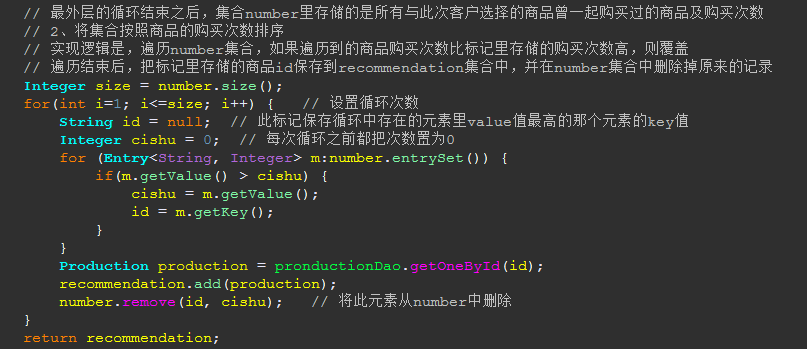 // 最外层的循环结束之后，集合number里存储的是所有与此次客户选择的商品曾一起购买过的商品及购买次数
// 2、将集合按照商品的购买次数排序
// 实现逻辑是，遍历number集合，如果遍历到的商品购买次数比标记里存储的购买次数高，则覆盖
// 遍历结束后，把标记里存储的商品id保存到recommendation集合中，并在number集合中删除掉原来的记录
Integer size = number.size();
for(int i=1; i<=size; i++) {    // 设置循环次数
    String id = null;  // 此标记保存循环中存在的元素里value值最高的那个元素的key值
    Integer cishu = 0;  // 每次循环之前都把次数置为0
    for (Entry<String, Integer> m:number.entrySet()) {
        if(m.getValue() > cishu) {
            cishu = m.getValue();
            id = m.getKey();
        }
    }
    Production production = pronductionDao.getOneById(id);
    recommendation.add(production);
    number.remove(id, cishu);   // 将此元素从number中删除
}
return recommendation;